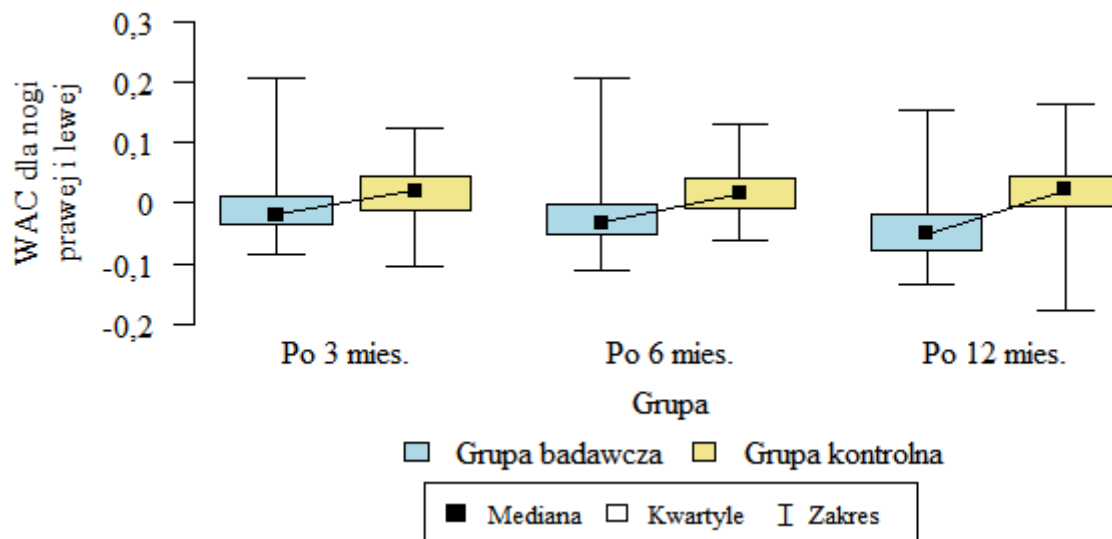 WAC dla nogi
prawej i lewej
0,3
0,2
0,1
0
-0,1
-0,2
Po 3 mies. Po 6 mies. Po 12 mies.
Grupa
Grupa badawcza Grupa kontrolna
Mediana Kwartyle Zakres